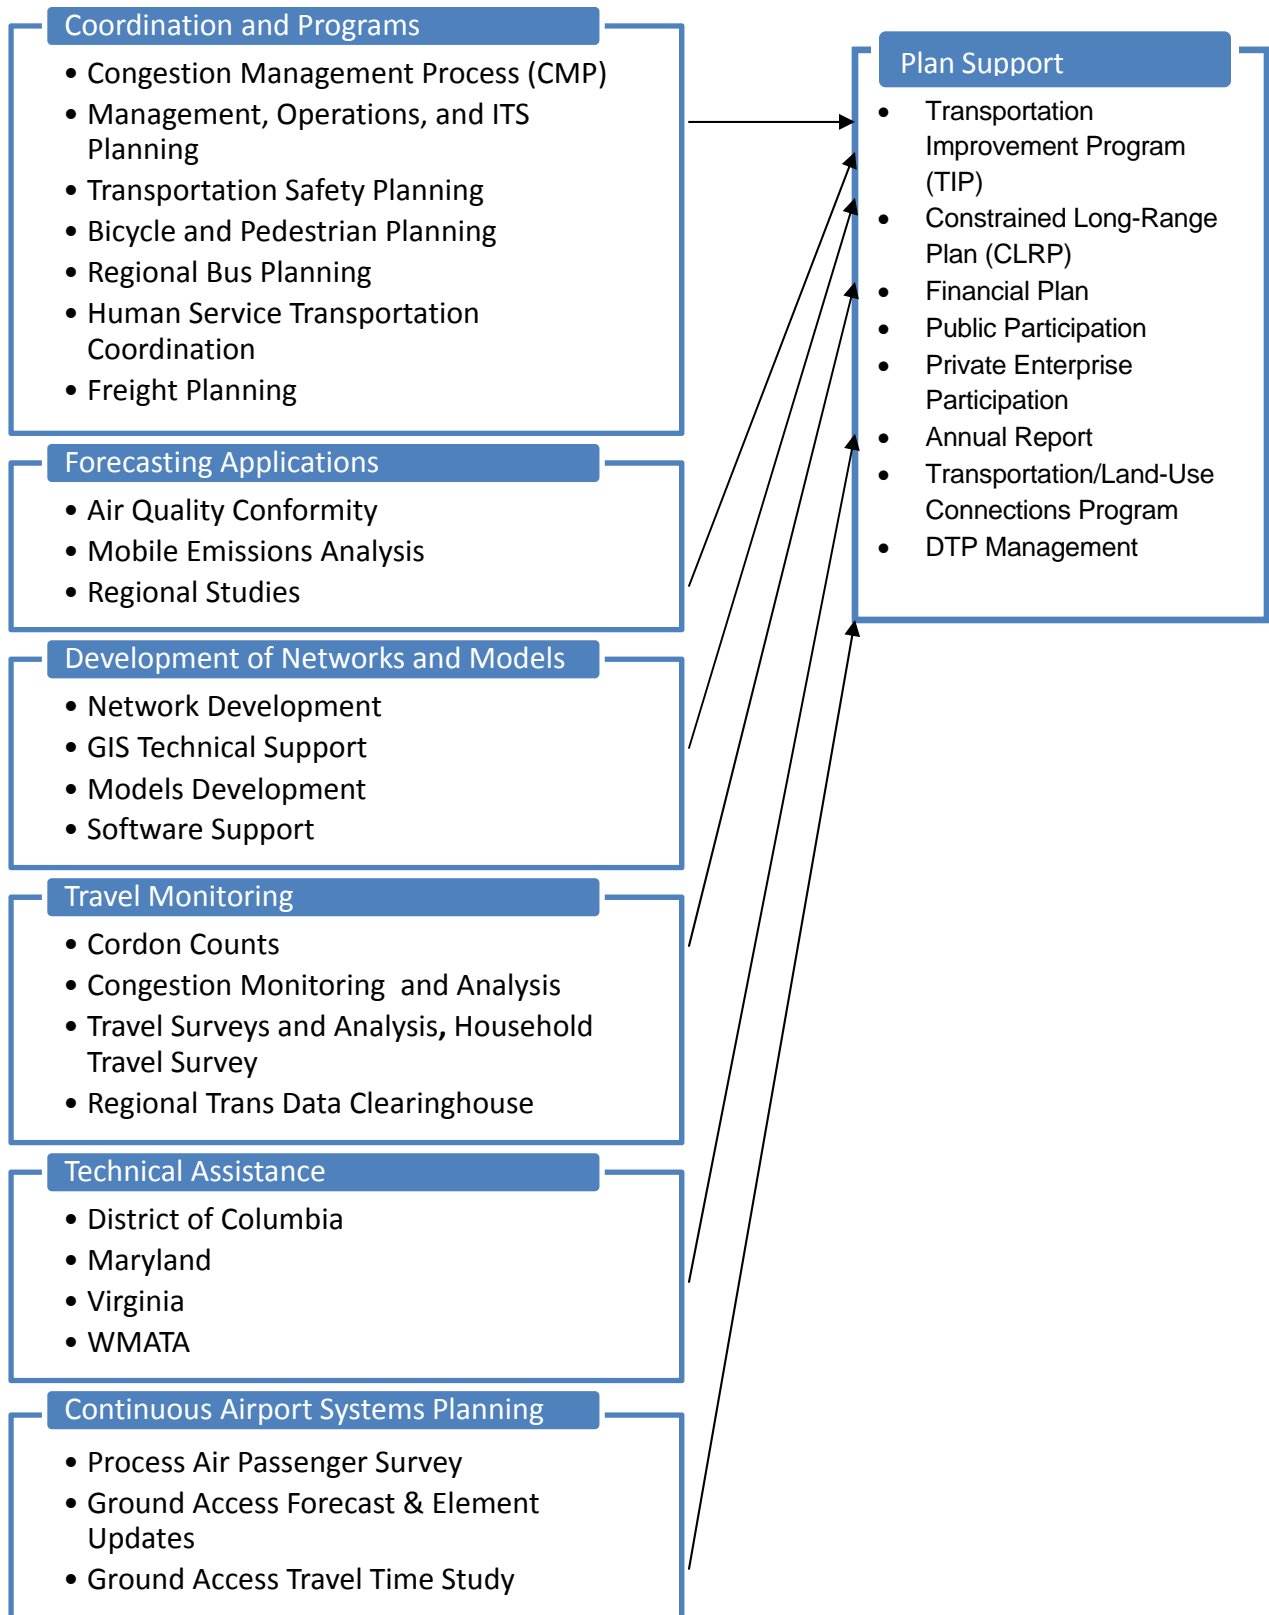 Coordination and Programs
• Congestion Management Process (CMP)
• Management, Operations, and ITS
Planning
• Transportation Safety Planning
• Bicycle and Pedestrian Planning
• Regional Bus Planning
• Human Service Transportation
Coordination
• Freight Planning
Forecasting Applications
• Air Quality Conformity
• Mobile Emissions Analysis
• Regional Studies
Development of Networks and Models
• Network Development
• GIS Technical Support
• Models Development
• Software Support
Travel Monitoring
• Cordon Counts
• Congestion Monitoring  and Analysis
• Travel Surveys and Analysis, Household
Travel Survey
• Regional Trans Data Clearinghouse
Technical Assistance
• District of Columbia
• Maryland
• Virginia
• WMATA
Continuous Airport Systems Planning
• Process Air Passenger Survey
• Ground Access Forecast & Element
Updates
• Ground Access Travel Time Study
Plan Support
• Transportation
Improvement Program
(TIP)
• Constrained Long-Range
Plan (CLRP)
• Financial Plan
• Public Participation
• Private Enterprise
Participation
• Annual Report
• Transportation/Land-Use
Connections Program
• DTP Management